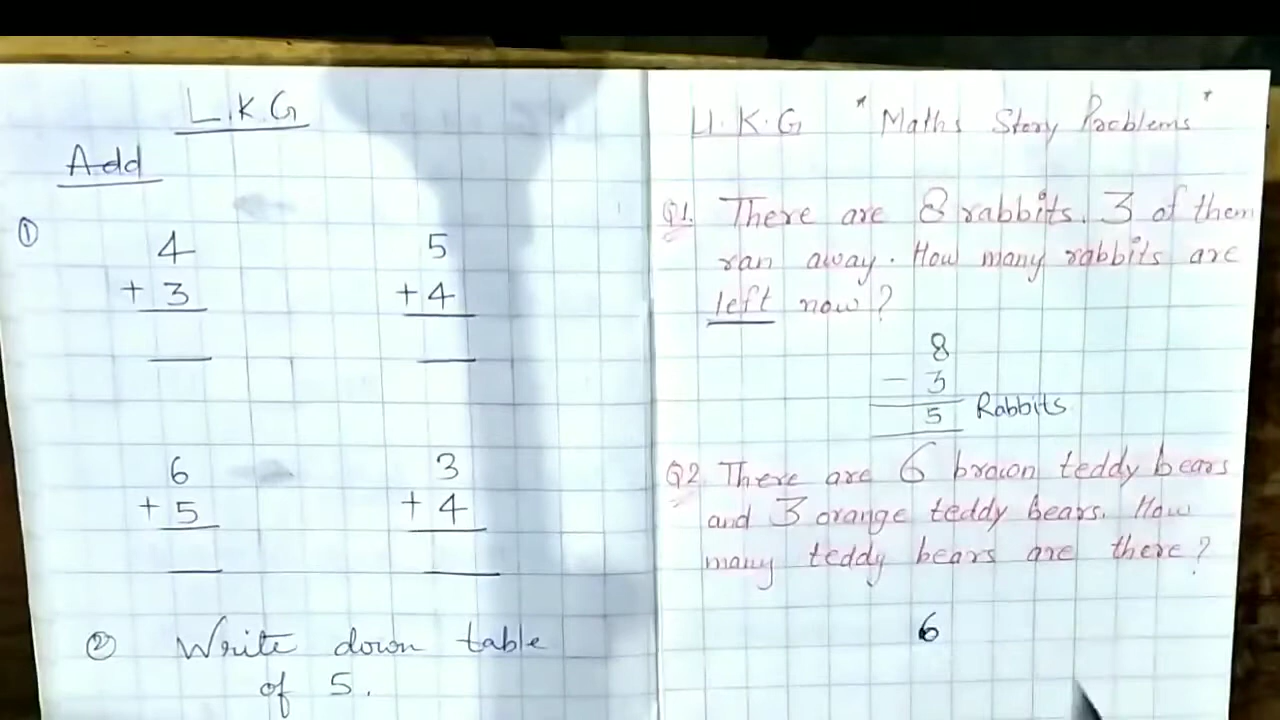 L.K.G
Add
①
4
+ 3
5
+ 4
6
+ 5
3
+ 4
② Write down table
of 5.
U.K.G "Maths Story Problems"
Q1. There are 8 rabbits. 3 of them
ran away. How many rabbits are
left now?
8
- 3
5 Rabbits
Q2 There are 6 brown teddy bears
and 3 orange teddy bears. How
many teddy bears are there?
6